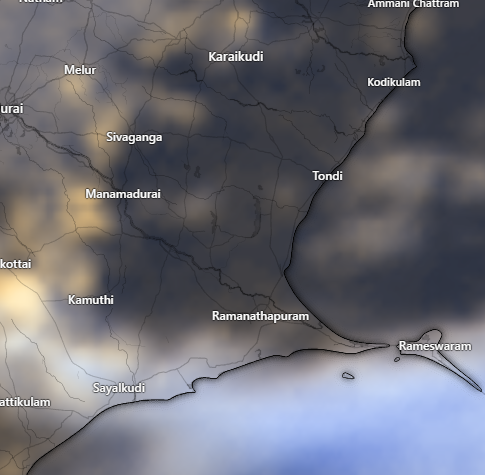 Ammani Chattram
Karaikudi
Melur
Kodikulam
urai
Sivaganga
Tondi
Manamadurai
kottai
Kamuthi
Ramanathapuram
Rameswaram
Sayalkudi
attikulam